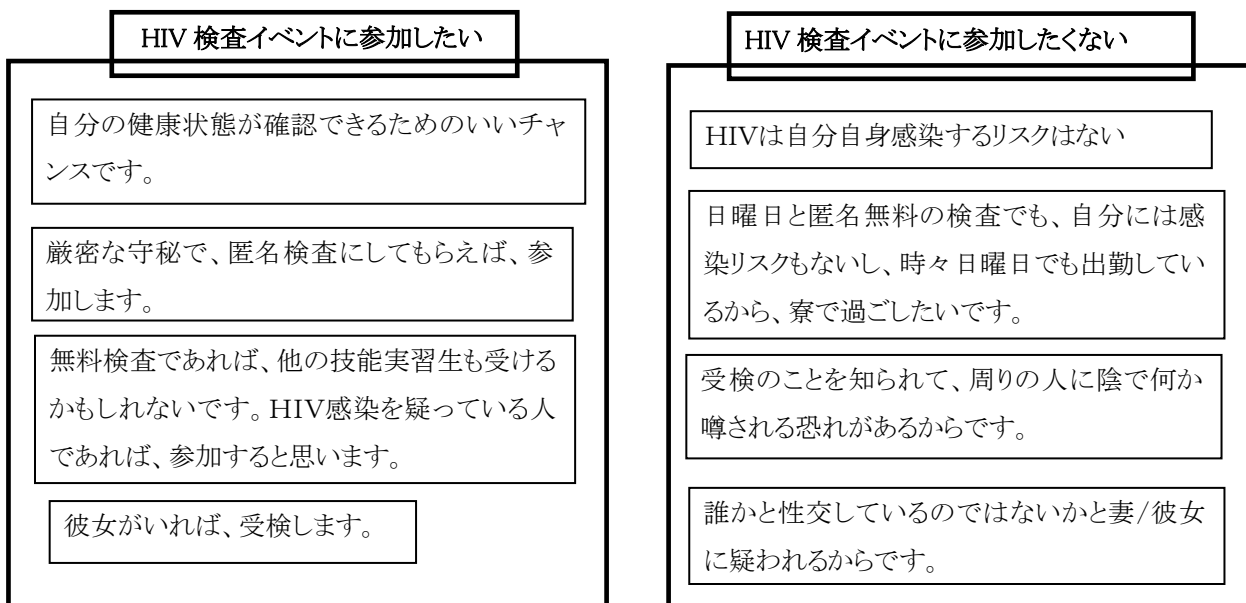 HIV 検査イベントに参加したい
自分の健康状態が確認できるためのいいチャ
ンスです。
厳密な守秘で、匿名検査にしてもらえば、参
加します。
無料検査であれば、他の技能実習生も受ける
かもしれないです。HIV感染を疑っている人
であれば、参加すると思います。
彼女がいれば、受検します。
HIV 検査イベントに参加したくない
HIVは自分自身感染するリスクはない
日曜日と匿名無料の検査でも、自分には感
染リスクもないし、時々日曜日でも出勤してい
るから、寮で過ごしたいです。
受検のことを知られて、周りの人に陰で何か
噂される恐れがあるからです。
誰かと性交しているのではないかと妻/彼女
に疑われるからです。